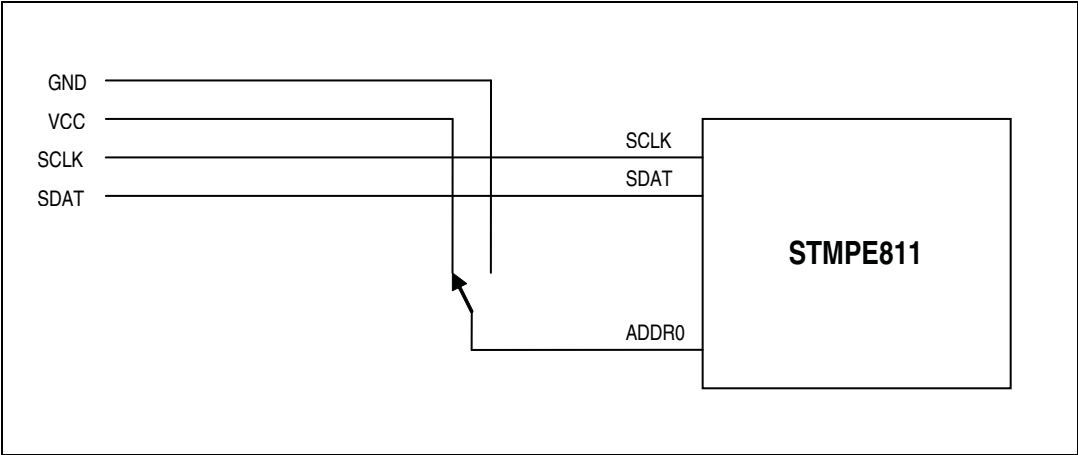 GND
VCC
SCLK
SDAT
SCLK
SDAT
STMPE811
ADDR0